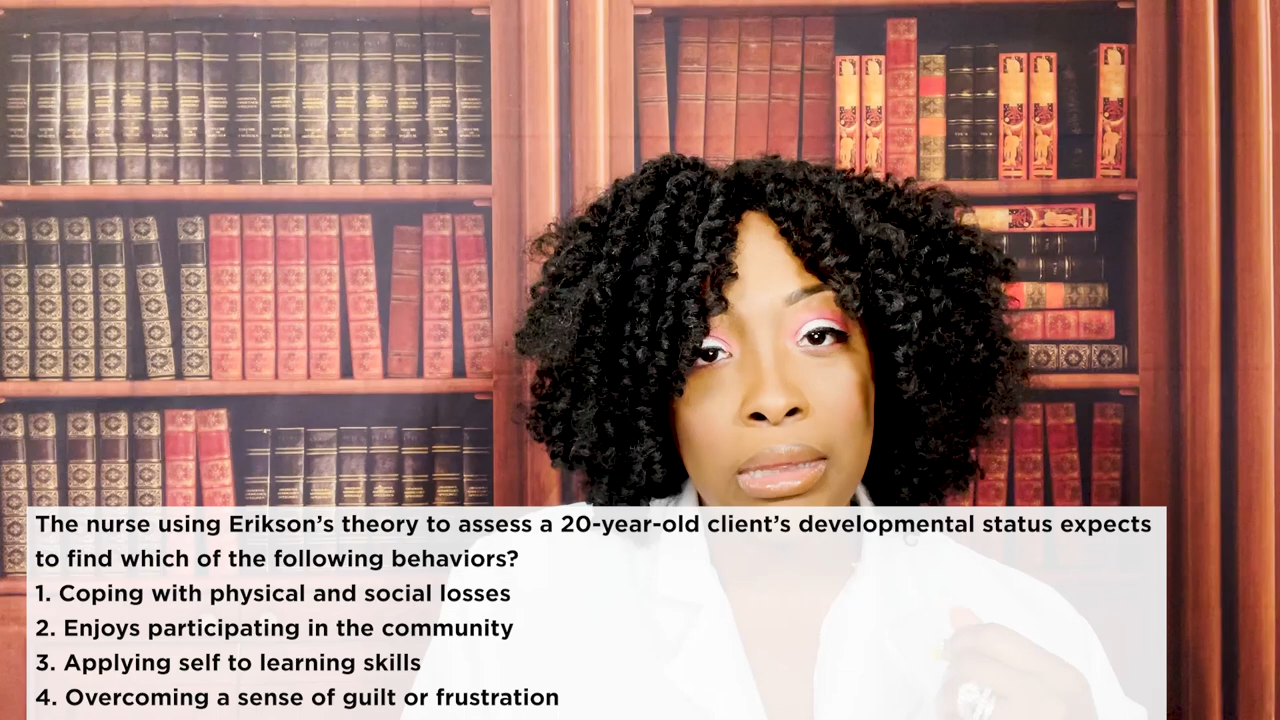 The nurse using Erikson’s theory to assess a 20-year-old client’s developmental status expects
to find which of the following behaviors?
1. Coping with physical and social losses
2. Enjoys participating in the community
3. Applying self to learning skills
4. Overcoming a sense of guilt or frustration